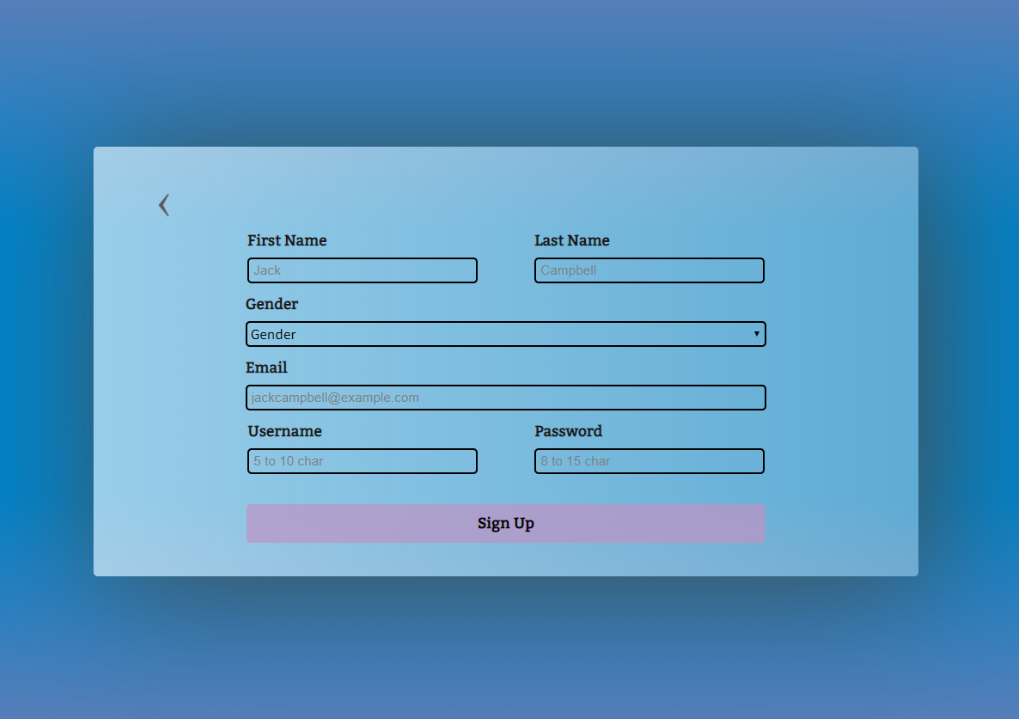 First Name Last Name
Jack Campbell
Gender
Gender
Email
jackcampbell@example.com
Username Password
5 to 10 char 8 to 15 char
Sign Up